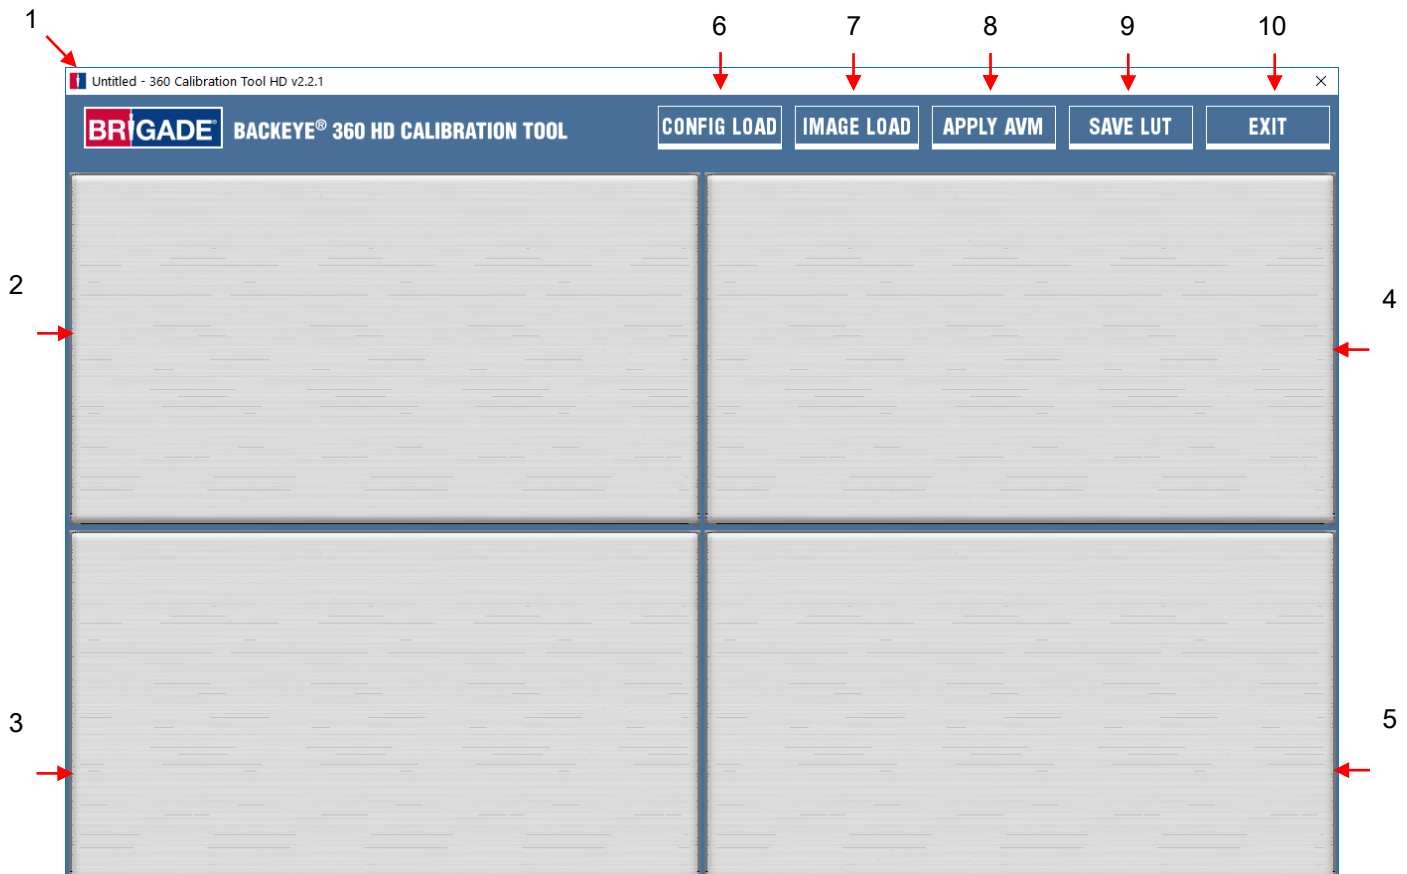 1
6 7 8 9 10
Untitled - 360 Calibration Tool HD v2.2.1
BRIGADE® BACKEYE® 360 HD CALIBRATION TOOL CONFIG LOAD IMAGE LOAD APPLY AVM SAVE LUT EXIT
2
4
3
5